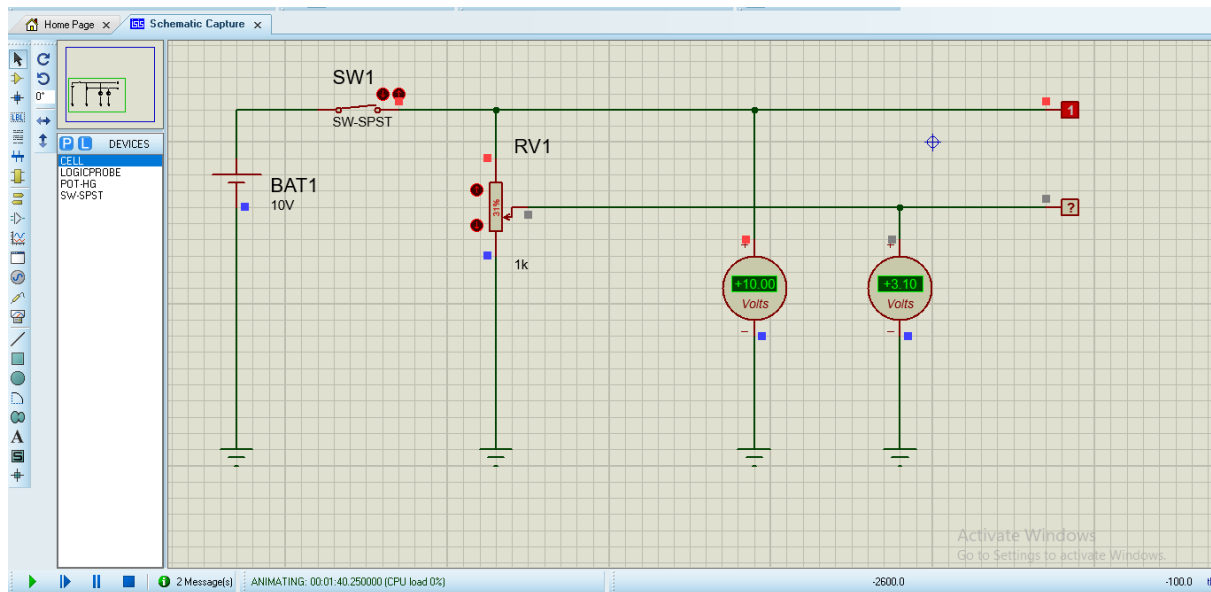 Home Page x
ISIS Schematic Capture x
0°
LBL
P L DEVICES
CELL
LOGICPROBE
POT-HG
SW-SPST
A
S
SW1
SW-SPST
1
RV1
BAT1
10V
31%
?
1k
+
+10.00
Volts
−
+
+3.10
Volts
−
Activate Windows
Go to Settings to activate Windows.
2 Message(s)
ANIMATING: 00:01:40.250000 (CPU load 0%)
-2600.0
-100.0